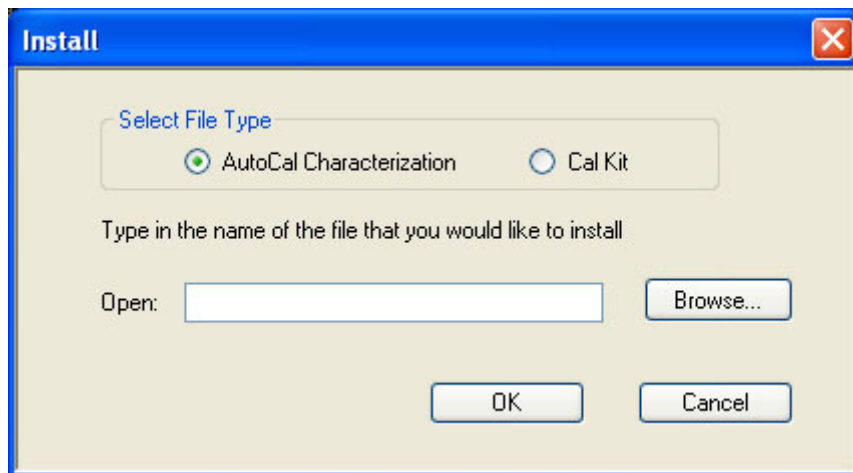 Install
Select File Type
AutoCal Characterization Cal Kit
Type in the name of the file that you would like to install
Open: Browse...
OK Cancel